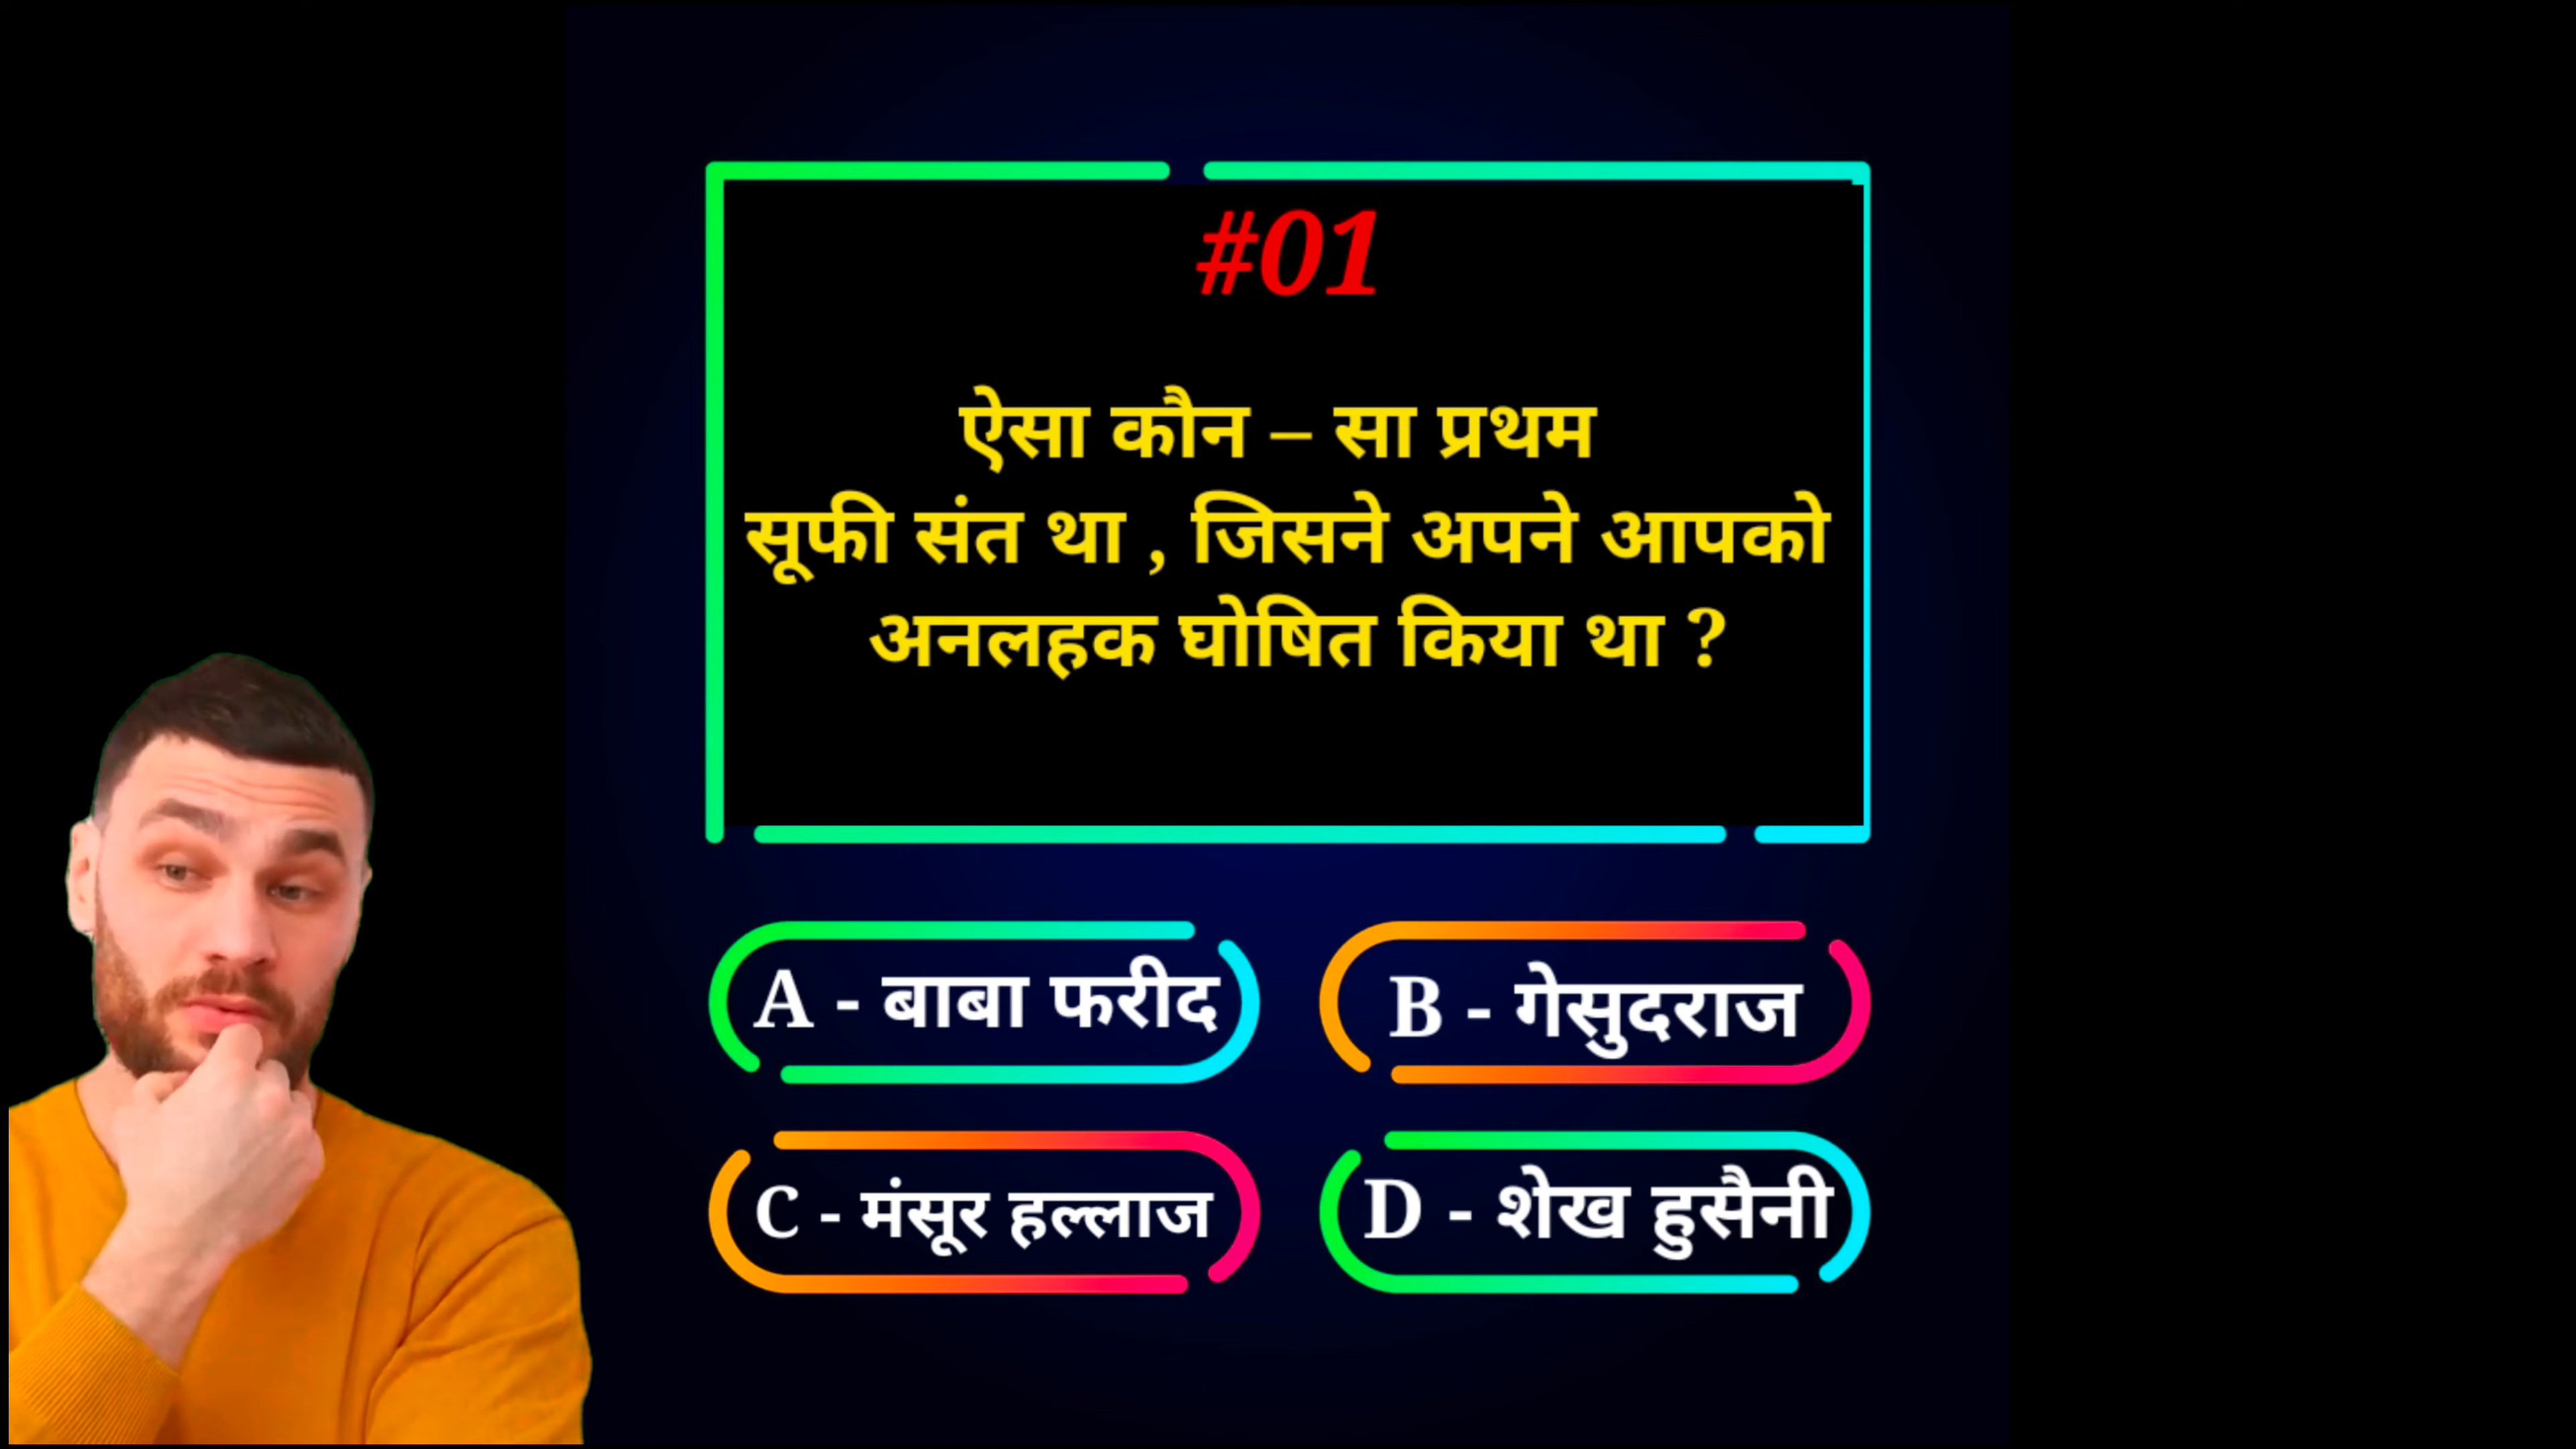 #01
ऐसा कौन – सा प्रथम
सूफी संत था , जिसने अपने आपको
अनलहक घोषित किया था ?
A - बाबा फरीद
B - गेसुदराज
C - मंसूर हल्लाज
D - शेख हुसैनी